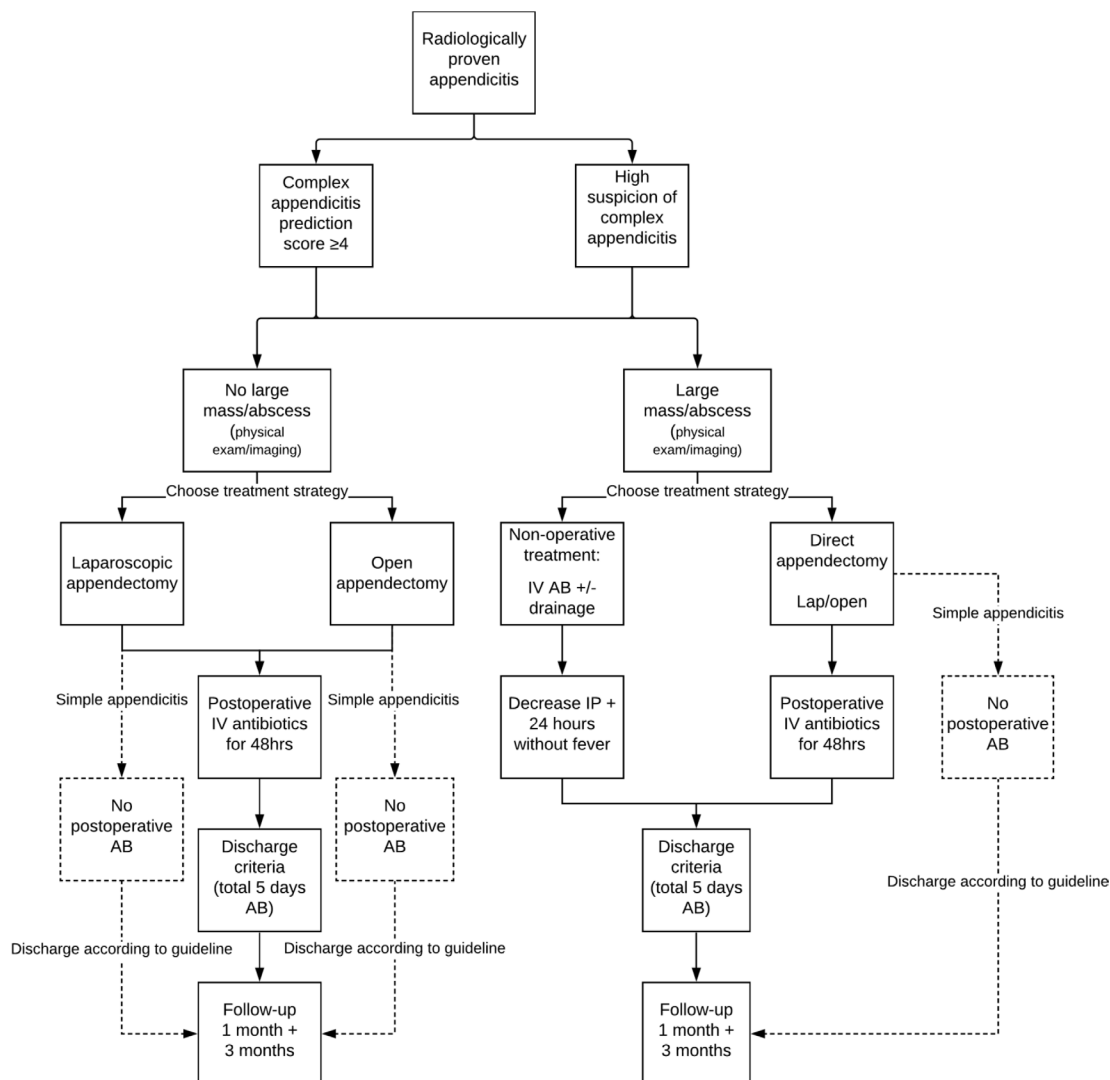 Radiologically
proven
appendicitis
Complex
appendicitis
prediction
score ≥4
High
suspicion of
complex
appendicitis
No large
mass/abscess
(physical
exam/imaging)
Large
mass/abscess
(physical
exam/imaging)
Choose treatment strategy
Choose treatment strategy
Laparoscopic
appendectomy
Open
appendectomy
Non-operative
treatment:
IV AB +/-
drainage
Direct
appendectomy
Lap/open
Simple appendicitis
Simple appendicitis
Postoperative
IV antibiotics
for 48hrs
Simple appendicitis
Decrease IP +
24 hours
without fever
Postoperative
IV antibiotics
for 48hrs
No
postoperative
AB
No
postoperative
AB
Discharge
criteria
(total 5 days
AB)
No
postoperative
AB
Discharge
criteria
(total 5 days
AB)
Discharge according to guideline
Discharge according to guideline
Discharge according to guideline
Follow-up
1 month +
3 months
Follow-up
1 month +
3 months